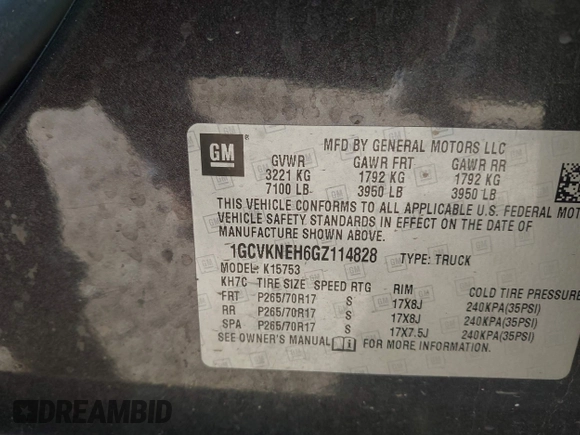 GM
MFD BY GENERAL MOTORS LLC
GVWR GAWR FRT GAWR RR
3221 KG 1792 KG 1792 KG
7100 LB 3950 LB 3950 LB
THIS VEHICLE CONFORMS TO ALL APPLICABLE U.S. FEDERAL MOT
VEHICLE SAFETY STANDARDS IN EFFECT ON THE DATE OF
MANUFACTURE SHOWN ABOVE.
1GCVKNEH6GZ114828 TYPE: TRUCK
MODEL: K15753
KH7C TIRE SIZE SPEED RTG RIM COLD TIRE PRESSURE
FRT P265/70R17 S 17X8J 240KPA(35PSI)
RR P265/70R17 S 17X8J 240KPA(35PSI)
SPA P265/70R17 S 17X7.5J 240KPA(35PSI)
SEE OWNER'S MANUAL FOR MORE INFORMATION.
DREAMBID